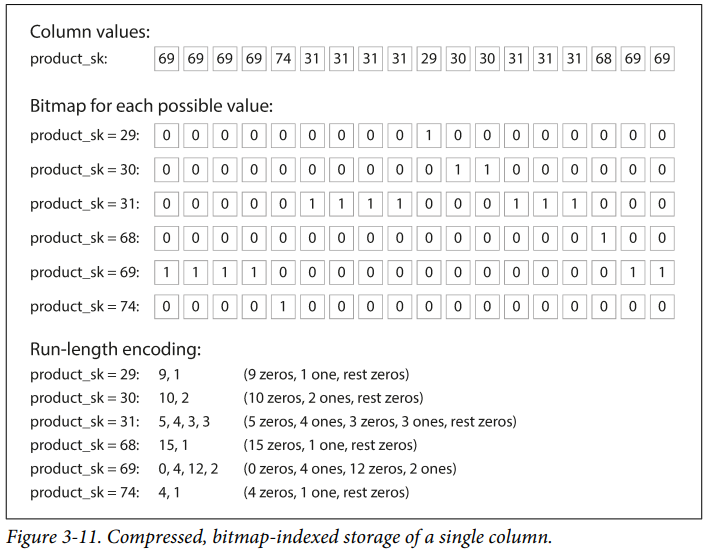 Column values:
product_sk: 69 69 69 69 74 31 31 31 31 29 30 30 31 31 31 68 69 69
Bitmap for each possible value:
product_sk = 29: 0 0 0 0 0 0 0 0 0 1 0 0 0 0 0 0 0 0
product_sk = 30: 0 0 0 0 0 0 0 0 0 0 1 1 0 0 0 0 0 0
product_sk = 31: 0 0 0 0 0 1 1 1 1 0 0 0 1 1 1 0 0 0
product_sk = 68: 0 0 0 0 0 0 0 0 0 0 0 0 0 0 0 1 0 0
product_sk = 69: 1 1 1 1 0 0 0 0 0 0 0 0 0 0 0 0 1 1
product_sk = 74: 0 0 0 0 1 0 0 0 0 0 0 0 0 0 0 0 0 0
Run-length encoding:
product_sk = 29: 9, 1 (9 zeros, 1 one, rest zeros)
product_sk = 30: 10, 2 (10 zeros, 2 ones, rest zeros)
product_sk = 31: 5, 4, 3, 3 (5 zeros, 4 ones, 3 zeros, 3 ones, rest zeros)
product_sk = 68: 15, 1 (15 zeros, 1 one, rest zeros)
product_sk = 69: 0, 4, 12, 2 (0 zeros, 4 ones, 12 zeros, 2 ones)
product_sk = 74: 4, 1 (4 zeros, 1 one, rest zeros)
Figure 3-11. Compressed, bitmap-indexed storage of a single column.